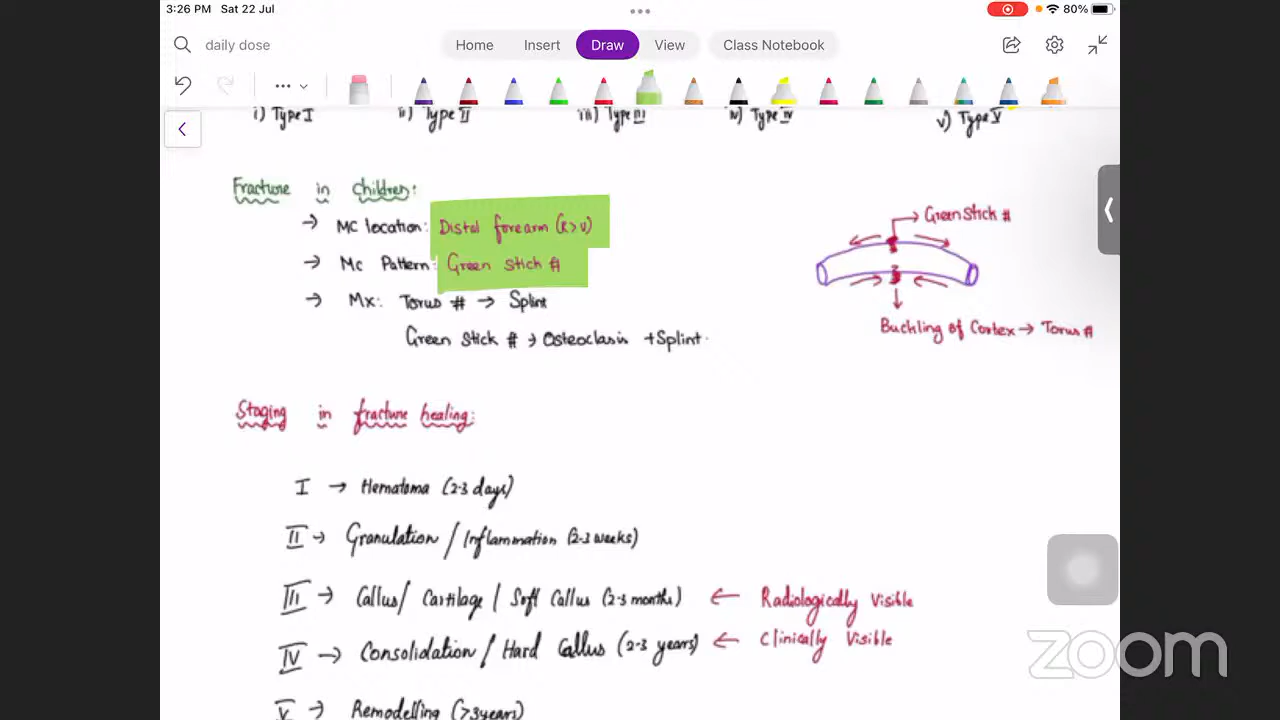 3:26 PM Sat 22 Jul
80%
daily dose
Home Insert Draw View Class Notebook
i) Type I ii) Type II iii) Type III iv) Type IV v) Type V
Fracture in children:
→ MC location: Distal forearm (R>U)
→ MC Pattern: Green stick #
→ Mx: Torus # → Splint
Green stick # → Osteoclasis + Splint
Green stick #
Buckling of Cortex → Torus #
Staging in fracture healing:
I → Hematoma (2-3 days)
II → Granulation / Inflammation (2-3 weeks)
III → Callus / Cartilage / Soft Callus (2-3 months) ← Radiologically Visible
IV → Consolidation / Hard Callus (2-3 years) ← Clinically Visible
V → Remodelling (>3 years)
zoom